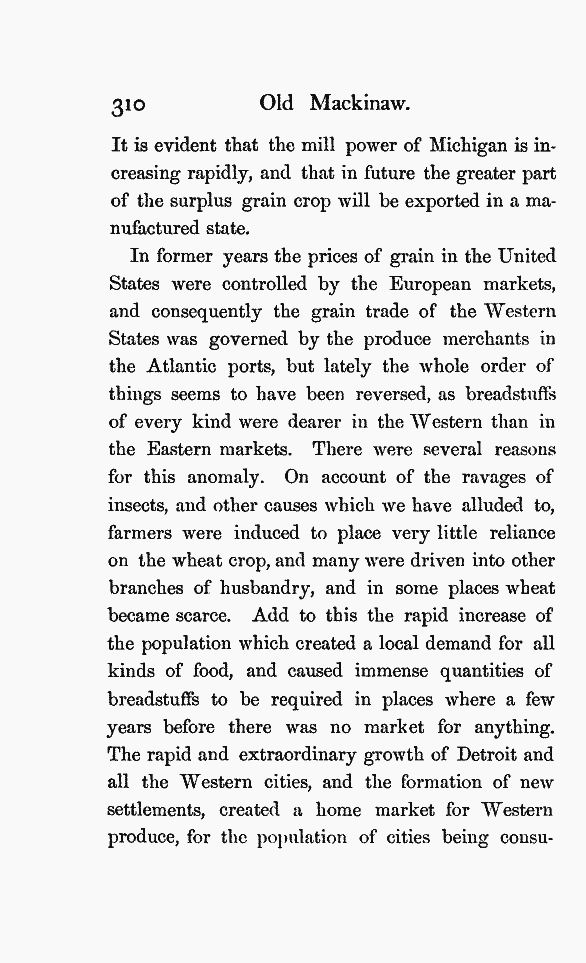 310 Old Mackinaw.
It is evident that the mill power of Michigan is in-
creasing rapidly, and that in future the greater part
of the surplus grain crop will be exported in a ma-
nufactured state.
In former years the prices of grain in the United
States were controlled by the European markets,
and consequently the grain trade of the Western
States was governed by the produce merchants in
the Atlantic ports, but lately the whole order of
things seems to have been reversed, as breadstuffs
of every kind were dearer in the Western than in
the Eastern markets. There were several reasons
for this anomaly. On account of the ravages of
insects, and other causes which we have alluded to,
farmers were induced to place very little reliance
on the wheat crop, and many were driven into other
branches of husbandry, and in some places wheat
became scarce. Add to this the rapid increase of
the population which created a local demand for all
kinds of food, and caused immense quantities of
breadstuffs to be required in places where a few
years before there was no market for anything.
The rapid and extraordinary growth of Detroit and
all the Western cities, and the formation of new
settlements, created a home market for Western
produce, for the population of cities being consu-